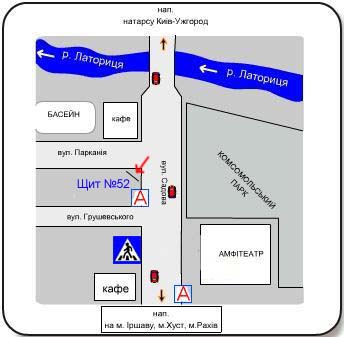 нап.
натарсу Київ-Ужгород
р. Латориця
р. Латориця
БАСЕЙН
кафе
вул. Парканія
вул. Садова
КОМСОМОЛЬСЬКИЙ
ПАРК
Щит №52
А
вул. Грушевського
АМФІТЕАТР
кафе
А
нап.
на м. Іршаву, м.Хуст, м.Рахів